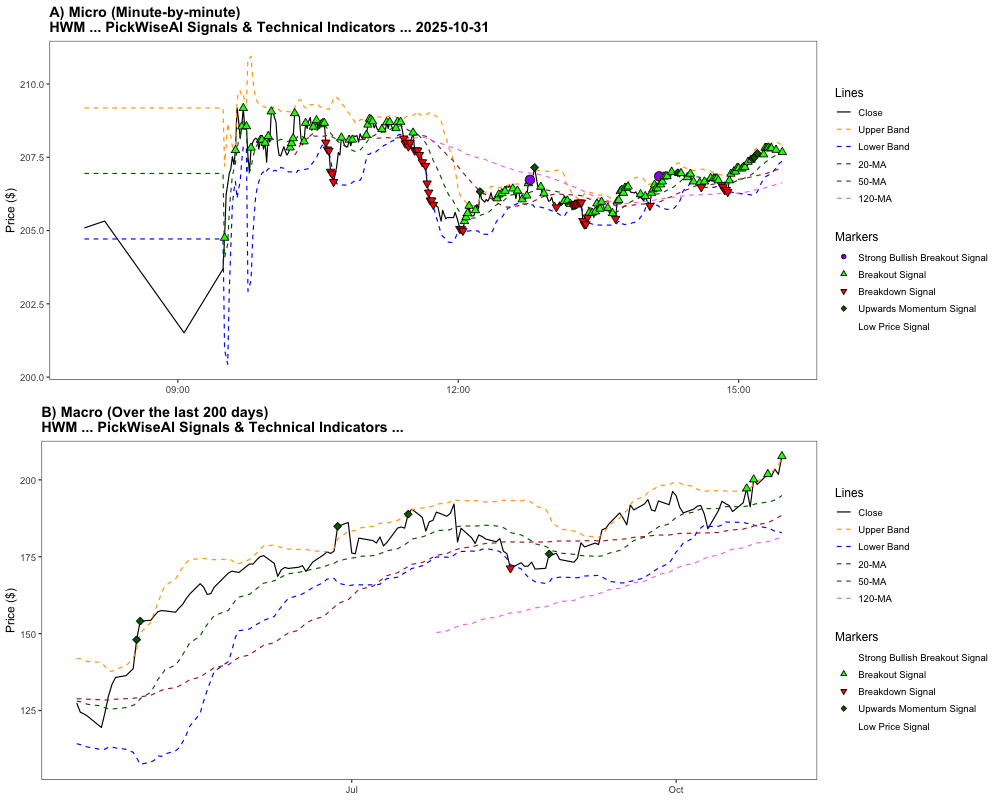 A) Micro (Minute-by-minute)
HWM ... PickWiseAI Signals & Technical Indicators ... 2025-10-31
Price ($)
210.0
207.5
205.0
202.5
200.0
09:00
12:00
15:00
Lines
Close
Upper Band
Lower Band
20-MA
50-MA
120-MA
Markers
Strong Bullish Breakout Signal
Breakout Signal
Breakdown Signal
Upwards Momentum Signal
Low Price Signal
B) Macro (Over the last 200 days)
HWM ... PickWiseAI Signals & Technical Indicators ...
Price ($)
200
175
150
125
Jul
Oct
Lines
Close
Upper Band
Lower Band
20-MA
50-MA
120-MA
Markers
Strong Bullish Breakout Signal
Breakout Signal
Breakdown Signal
Upwards Momentum Signal
Low Price Signal